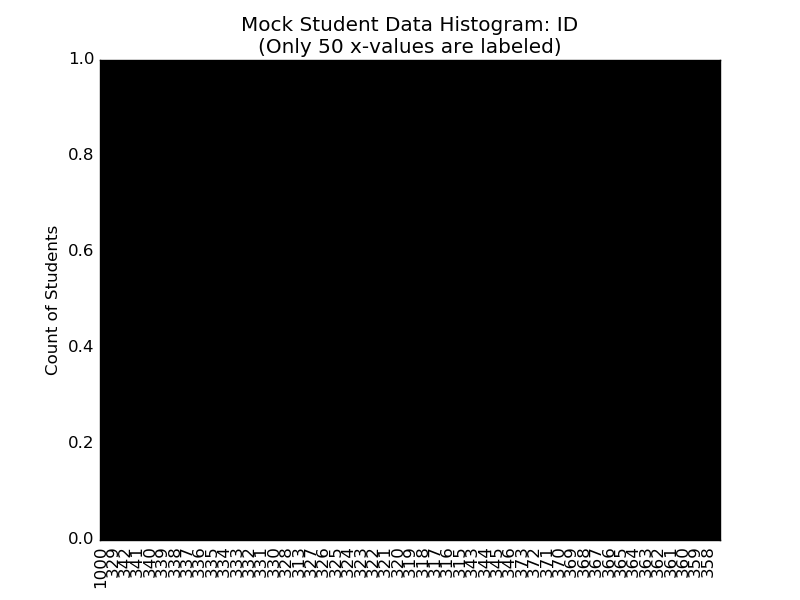 Mock Student Data Histogram: ID
(Only 50 x-values are labeled)
Count of Students
1.0
0.8
0.6
0.4
0.2
0.0
1000 329 342 341 340 339 338 337 336 335 334 333 332 331 330 328 313 327 326 325 324 323 322 321 320 319 318 317 316 315 343 344 345 346 373 372 371 370 369 368 367 366 365 364 363 362 361 360 359 358